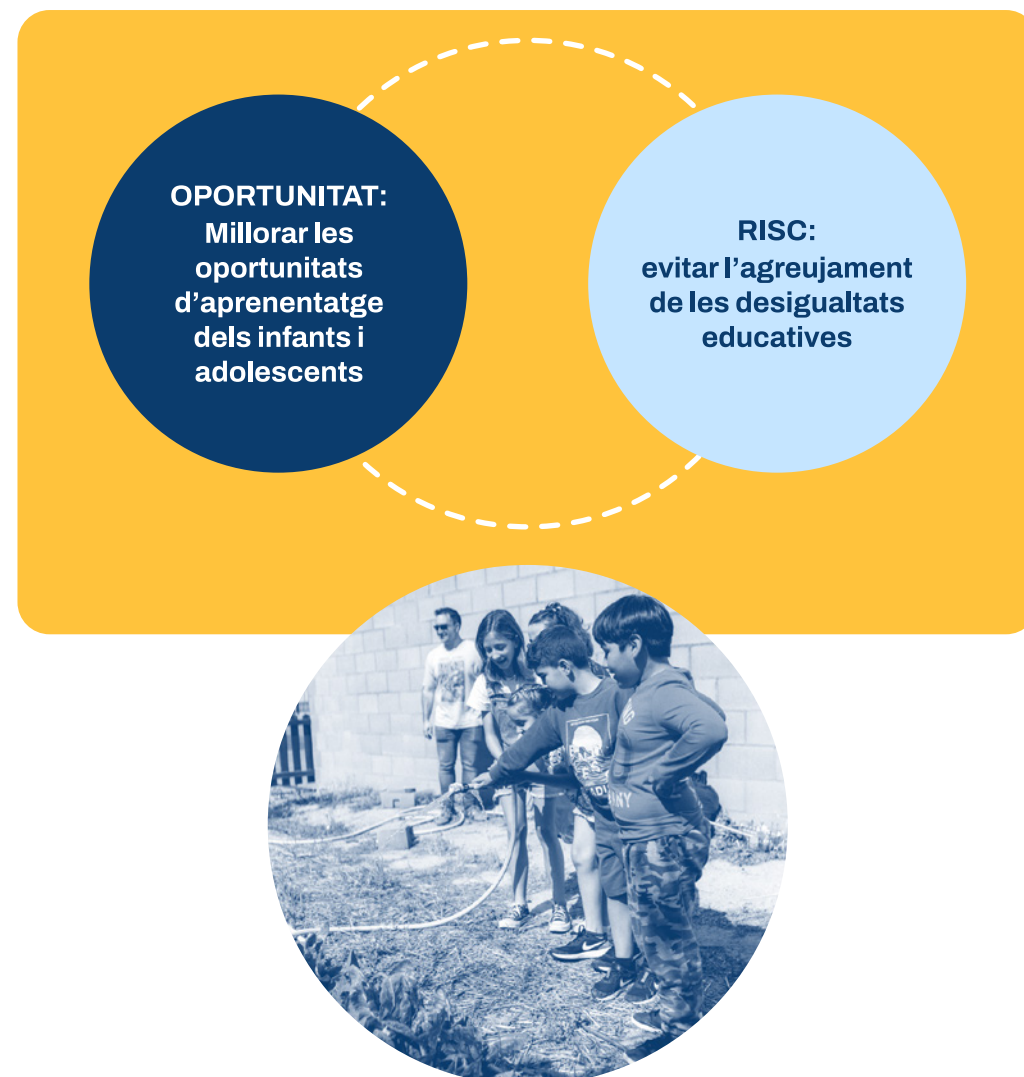 OPORTUNITAT:
Millorar les
oportunitats
d’aprenentatge
dels infants i
adolescents
RISC:
evitar l’agreujament
de les desigualtats
educatives